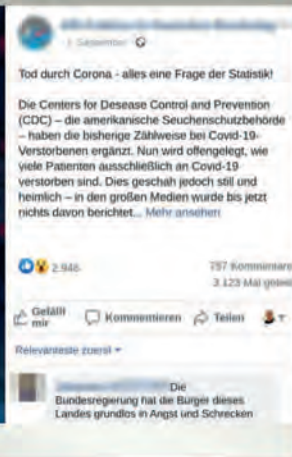 1. September
Tod durch Corona - alles eine Frage der Statistik!
Die Centers for Desease Control and Prevention
(CDC) – die amerikanische Seuchenschutzbehörde
– haben die bisherige Zählweise bei Covid-19-
Verstorbenen ergänzt. Nun wird offengelegt, wie
viele Patienten ausschließlich an Covid-19
verstorben sind. Dies geschah jedoch still und
heimlich – in den großen Medien wurde bis jetzt
nichts davon berichtet... Mehr ansehen
2.948
757 Kommentare
3.123 Mal geteilt
Gefällt mir
Kommentieren
Teilen
Relevanteste zuerst
Die
Bundesregierung hat die Bürger dieses
Landes grundlos in Angst und Schrecken